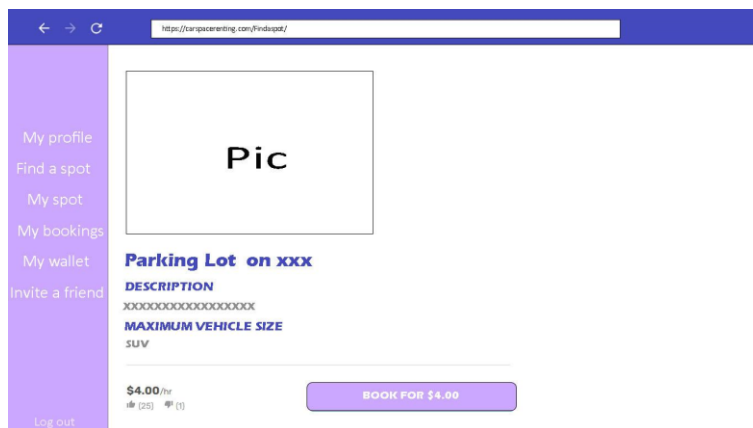 https://carspacerenting.com/Findaspot/
My profile
Find a spot
My spot
My bookings
My wallet
Invite a friend
Log out
Pic
Parking Lot on xxx
DESCRIPTION
XXXXXXXXXXXXXXXXX
MAXIMUM VEHICLE SIZE
SUV
$4.00/hr
(25) (1)
BOOK FOR $4.00